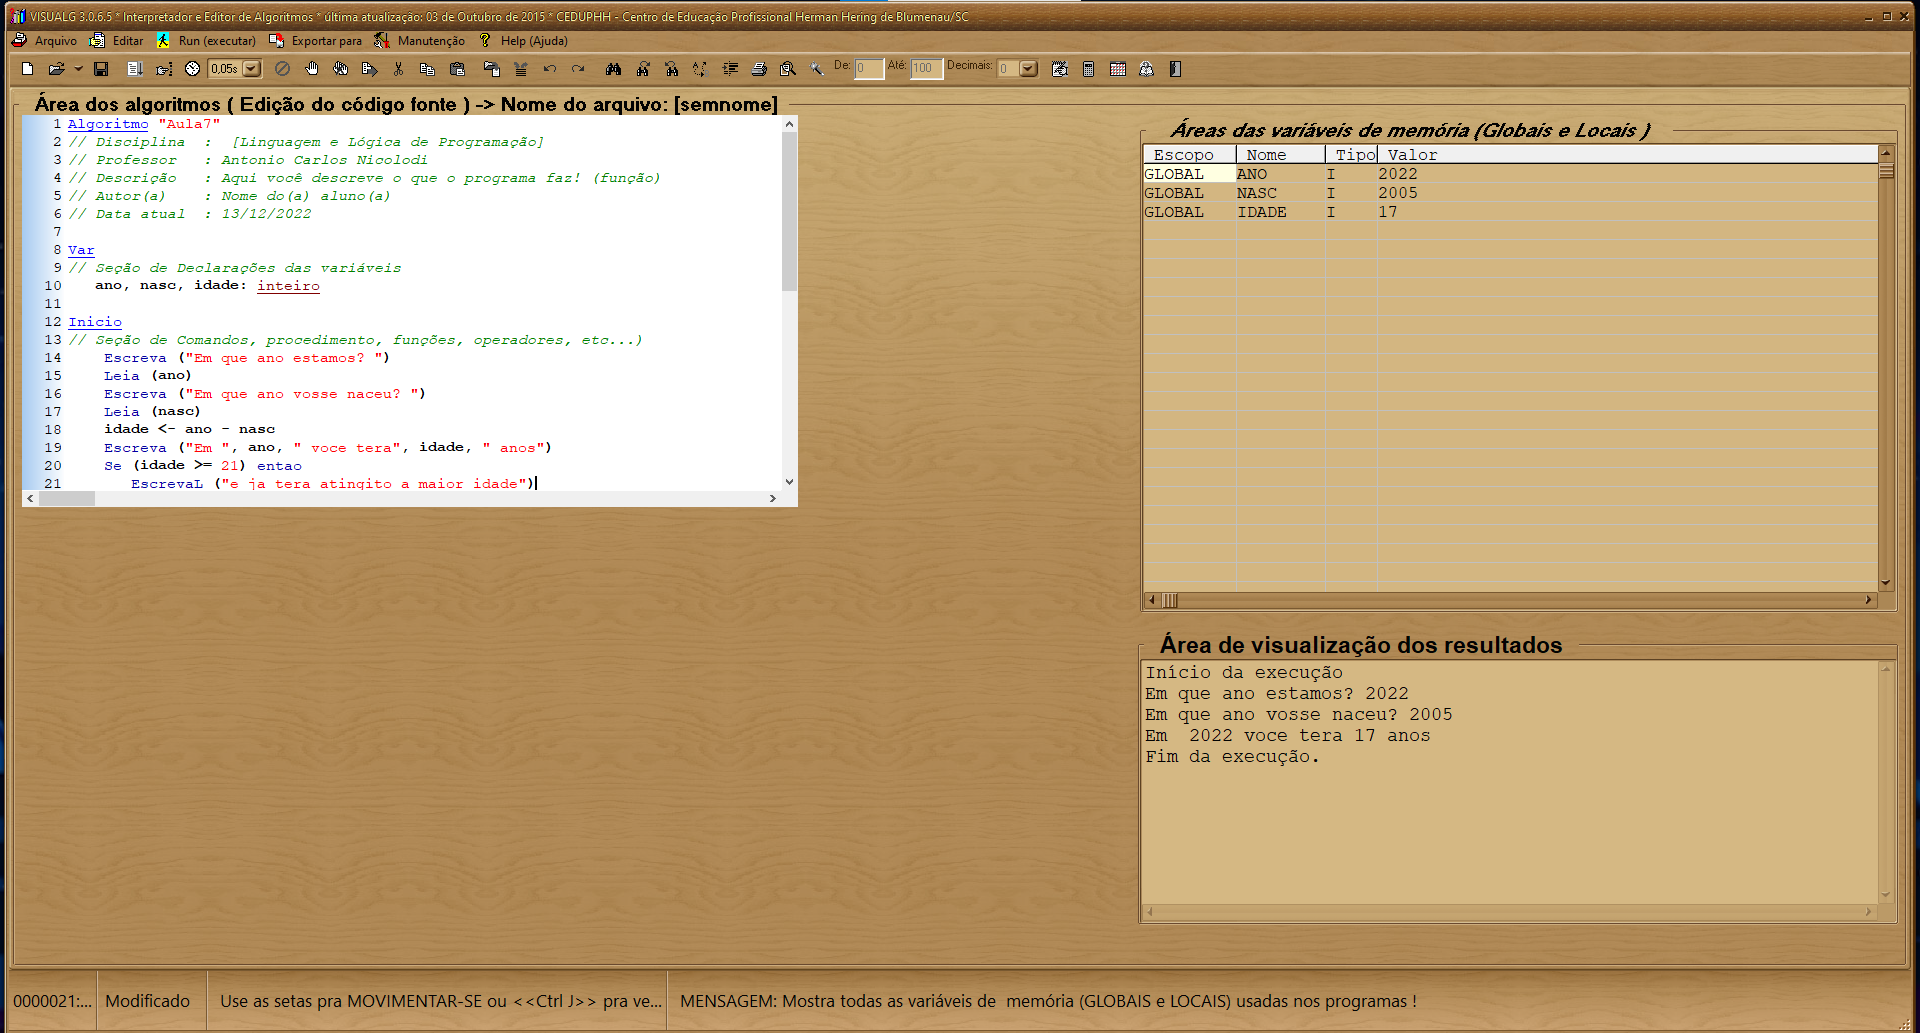 VISUALG 3.0.6.5 * Interpretador e Editor de Algoritmos * última atualização: 03 de Outubro de 2015 * CEDUPHH - Centro de Educação Profissional Herman Hering de Blumenau/SC
Arquivo Editar Run (executar) Exportar para Manutenção Help (Ajuda)
0,05s De: 0 Até: 100 Decimais: 0
Área dos algoritmos ( Edição do código fonte ) -> Nome do arquivo: [semnome]
1 Algoritmo "Aula7"
2 // Disciplina : [Linguagem e Lógica de Programação]
3 // Professor : Antonio Carlos Nicolodi
4 // Descrição : Aqui você descreve o que o programa faz! (função)
5 // Autor(a) : Nome do(a) aluno(a)
6 // Data atual : 13/12/2022
7
8 Var
9 // Seção de Declarações das variáveis
10 ano, nasc, idade: inteiro
11
12 Inicio
13 // Seção de Comandos, procedimento, funções, operadores, etc...)
14 Escreva ("Em que ano estamos? ")
15 Leia (ano)
16 Escreva ("Em que ano vosse naceu? ")
17 Leia (nasc)
18 idade <- ano - nasc
19 Escreva ("Em ", ano, " voce tera", idade, " anos")
20 Se (idade >= 21) entao
21 EscrevaL ("e ja tera atingito a maior idade")
Áreas das variáveis de memória (Globais e Locais )
Escopo Nome Tipo Valor
GLOBAL ANO I 2022
GLOBAL NASC I 2005
GLOBAL IDADE I 17
Área de visualização dos resultados
Início da execução
Em que ano estamos? 2022
Em que ano vosse naceu? 2005
Em  2022 voce tera 17 anos
Fim da execução.
0000021:... Modificado Use as setas pra MOVIMENTAR-SE ou <<Ctrl J>> pra ve... MENSAGEM: Mostra todas as variáveis de memória (GLOBAIS e LOCAIS) usadas nos programas !